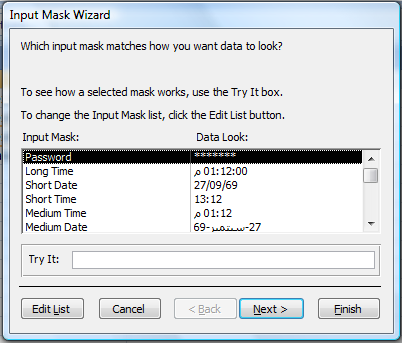 Input Mask Wizard
Which input mask matches how you want data to look?
To see how a selected mask works, use the Try It box.
To change the Input Mask list, click the Edit List button.
Input Mask: Data Look:
Password *******
Long Time 01:12:00 م
Short Date 27/09/69
Short Time 13:12
Medium Time 01:12 م
Medium Date 27-سبتمبر-69
Try It:
Edit List Cancel < Back Next > Finish